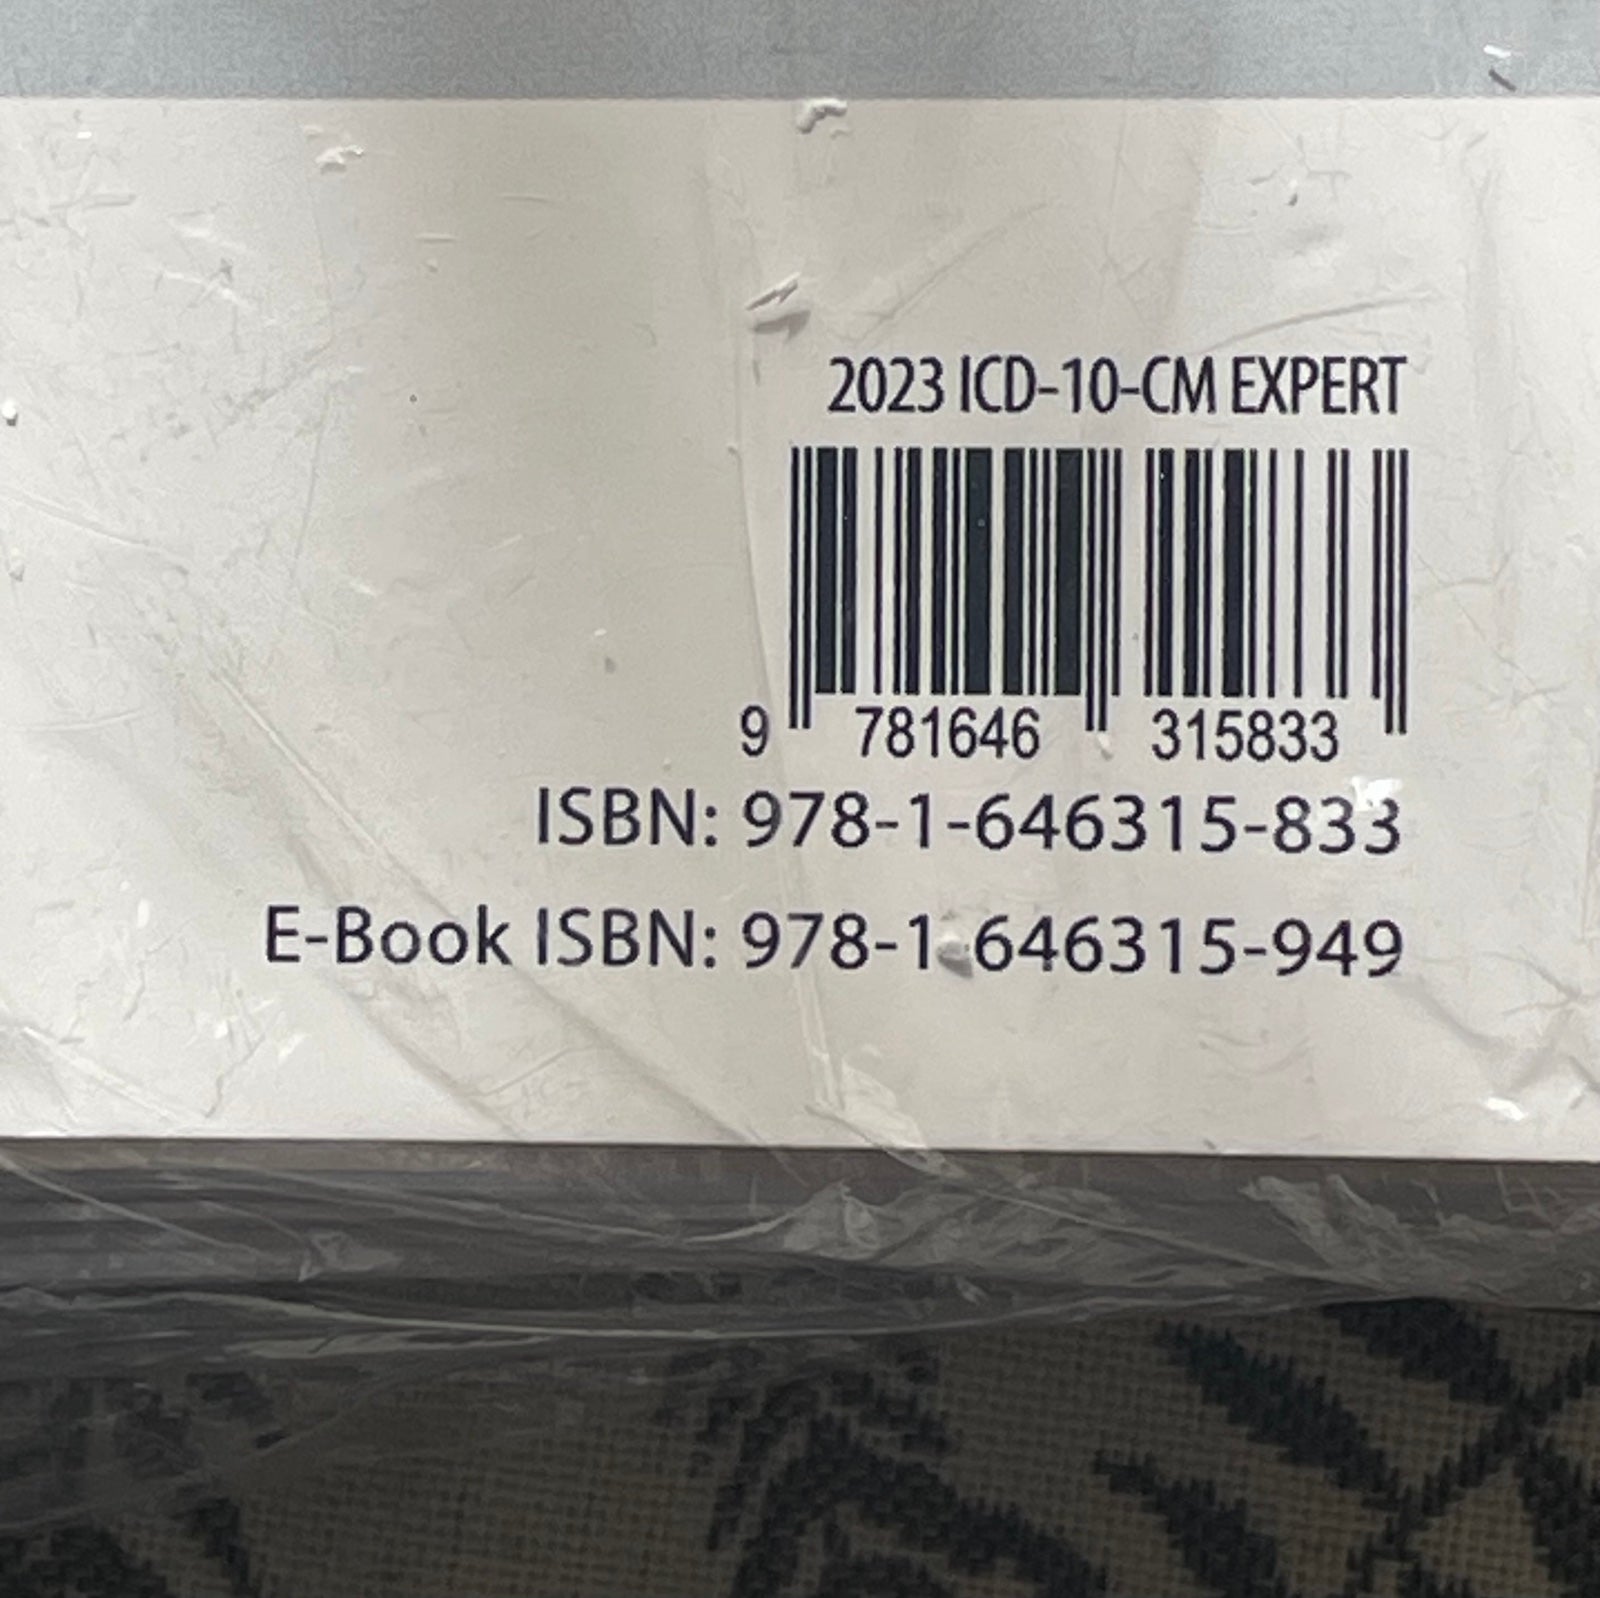 2023 ICD-10-CM EXPERT
9 781646 315833
ISBN: 978-1-646315-833
E-Book ISBN: 978-1-646315-949